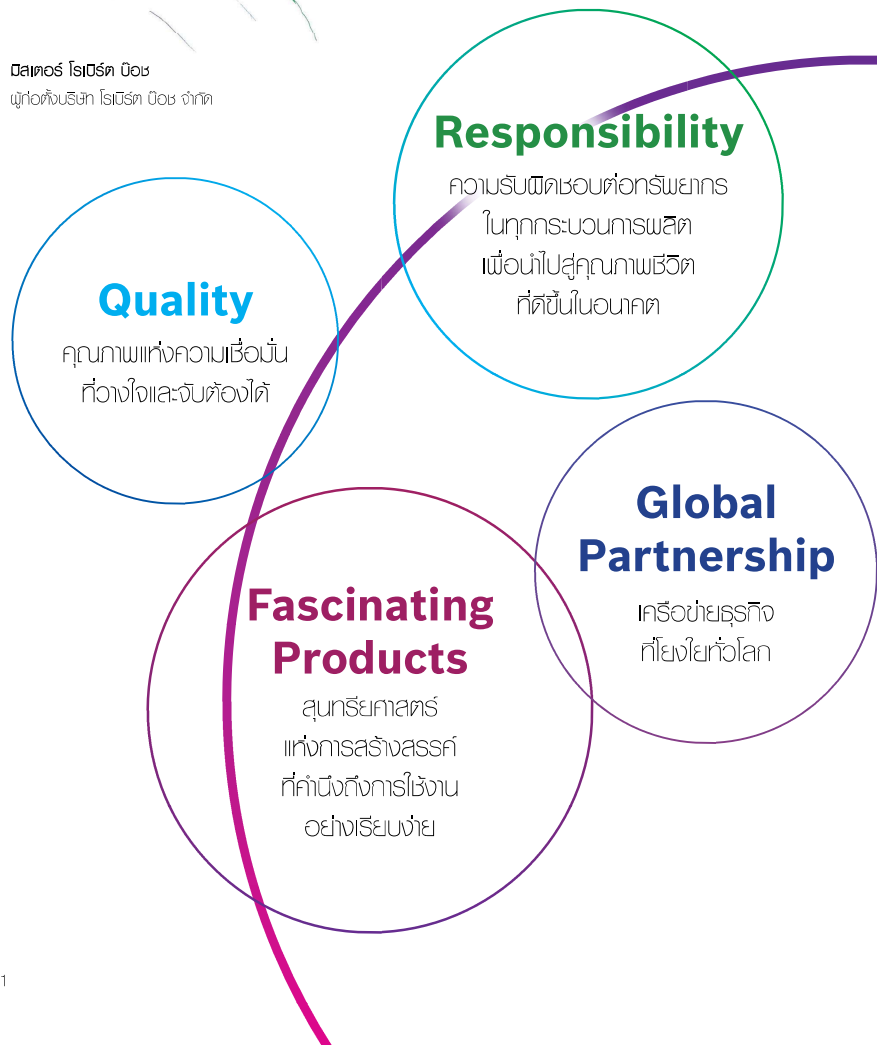 มิสเตอร์ โรเบิร์ต บ๊อช
ผู้ก่อตั้งบริษัท โรเบิร์ต บ๊อช จำกัด
Responsibility
ความรับผิดชอบต่อทรัพยากร
ในทุกกระบวนการผลิต
เพื่อนำไปสู่คุณภาพชีวิต
ที่ดีขึ้นในอนาคต
Quality
คุณภาพแห่งความเชื่อมั่น
ที่วางใจและจับต้องได้
Global
Partnership
เครือข่ายธุรกิจ
ที่โยงใยทั่วโลก
Fascinating
Products
สุนทรียศาสตร์
แห่งการสร้างสรรค์
ที่คำนึงถึงการใช้งาน
อย่างเรียบง่าย
1